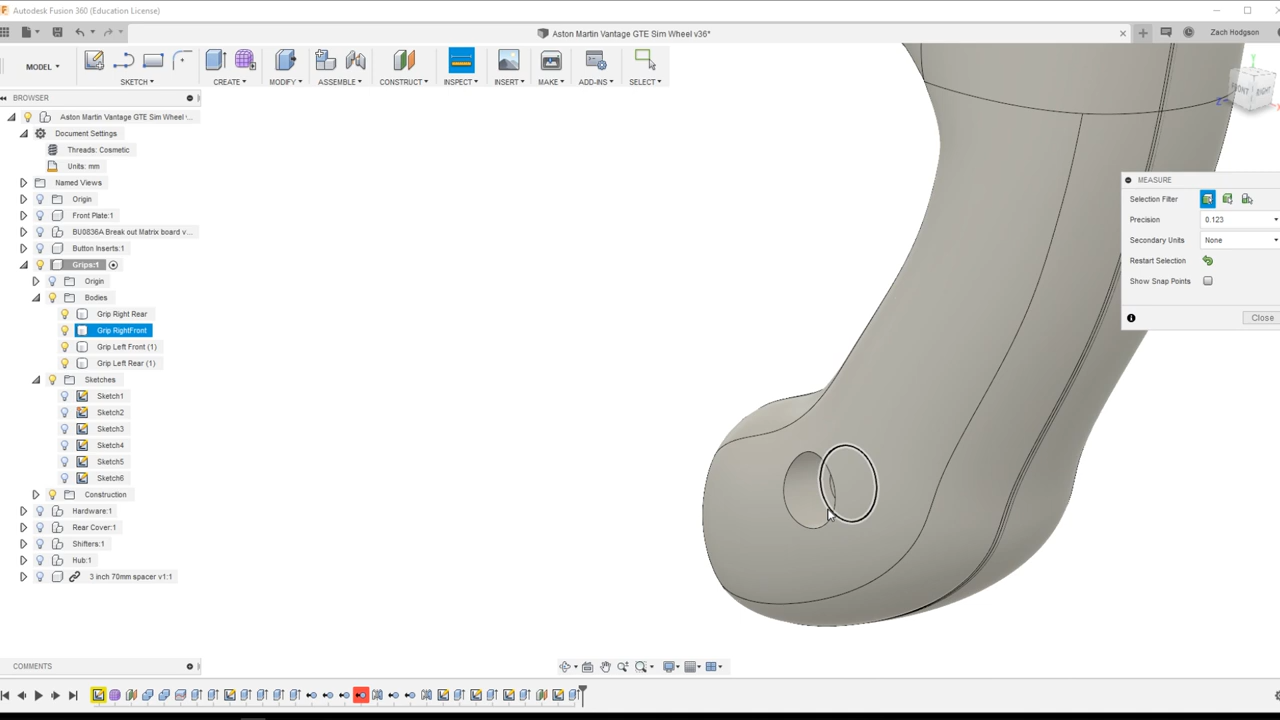 Autodesk Fusion 360 (Education License)
Aston Martin Vantage GTE Sim Wheel v36*
Zach Hodgson
MODEL
SKETCH
CREATE
MODIFY
ASSEMBLE
CONSTRUCT
INSPECT
INSERT
MAKE
ADD-INS
SELECT
BROWSER
Aston Martin Vantage GTE Sim Wheel ...
Document Settings
Threads: Cosmetic
Units: mm
Named Views
Origin
Front Plate:1
BU0836A Break out Matrix board v...
Button Inserts:1
Grips:1
Origin
Bodies
Grip Right Rear
Grip RightFront
Grip Left Front (1)
Grip Left Rear (1)
Sketches
Sketch1
Sketch2
Sketch3
Sketch4
Sketch5
Sketch6
Construction
Hardware:1
Rear Cover:1
Shifters:1
Hub:1
3 inch 70mm spacer v1:1
FRONT
RIGHT
MEASURE
Selection Filter
Precision
0.123
Secondary Units
None
Restart Selection
Show Snap Points
Close
COMMENTS